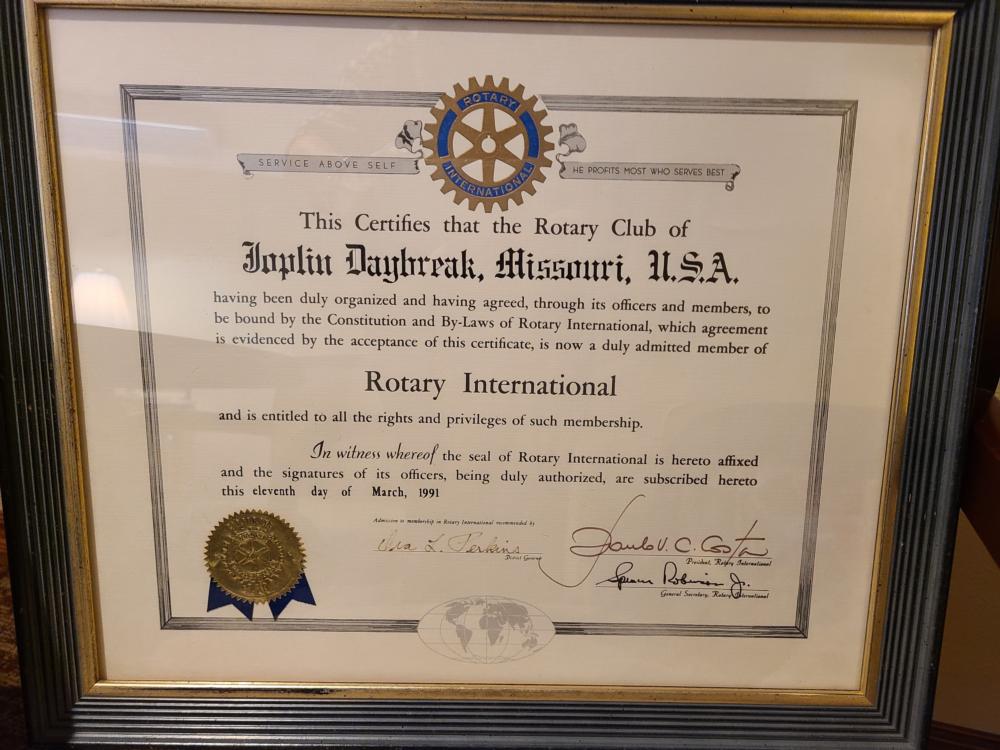 ROTARY
INTERNATIONAL
SERVICE ABOVE SELF
HE PROFITS MOST WHO SERVES BEST
This Certifies that the Rotary Club of
Joplin Daybreak, Missouri, U.S.A.
having been duly organized and having agreed, through its officers and members, to
be bound by the Constitution and By-Laws of Rotary International, which agreement
is evidenced by the acceptance of this certificate, is now a duly admitted member of
Rotary International
and is entitled to all the rights and privileges of such membership.
In witness whereof the seal of Rotary International is hereto affixed
and the signatures of its officers, being duly authorized, are subscribed hereto
this eleventh day of March, 1991
Admission to membership in Rotary International recommended by
L. Perkins
District Governor
Paulo V. C. Costa
President, Rotary International
Spencer Robinson Jr.
General Secretary, Rotary International